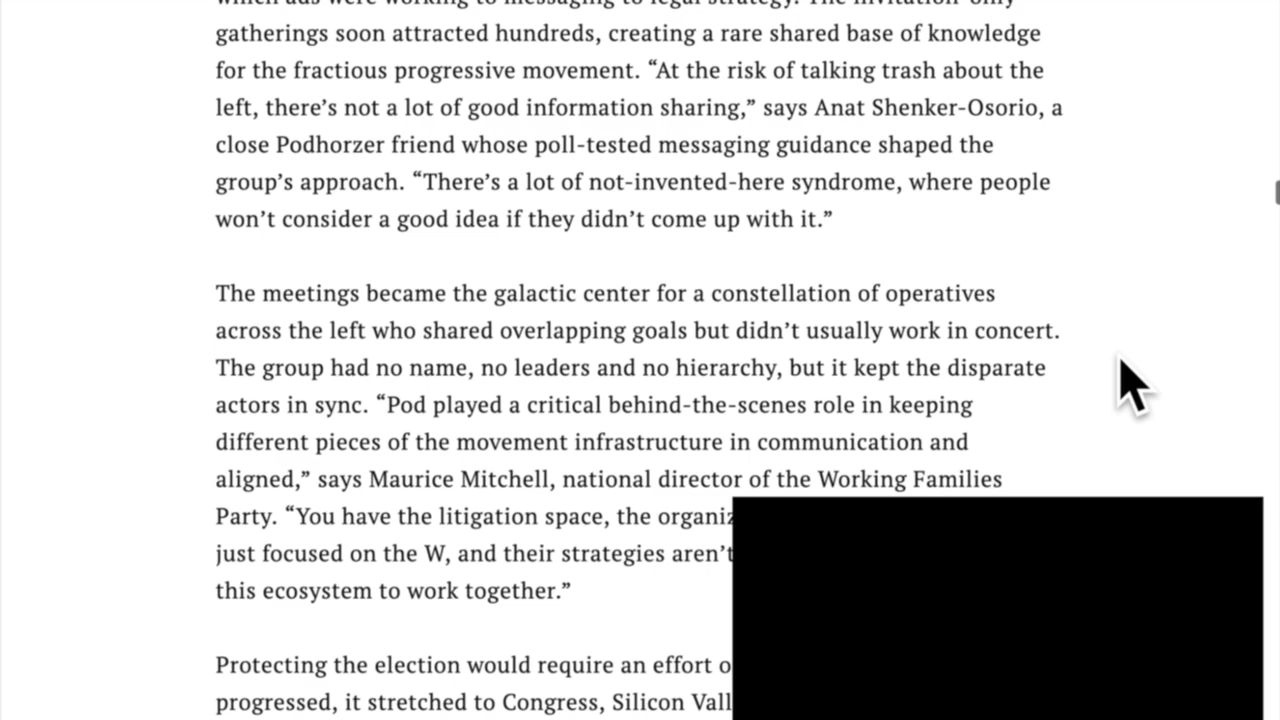 gatherings soon attracted hundreds, creating a rare shared base of knowledge
for the fractious progressive movement. “At the risk of talking trash about the
left, there’s not a lot of good information sharing,” says Anat Shenker-Osorio, a
close Podhorzer friend whose poll-tested messaging guidance shaped the
group’s approach. “There’s a lot of not-invented-here syndrome, where people
won’t consider a good idea if they didn’t come up with it.”
The meetings became the galactic center for a constellation of operatives
across the left who shared overlapping goals but didn’t usually work in concert.
The group had no name, no leaders and no hierarchy, but it kept the disparate
actors in sync. “Pod played a critical behind-the-scenes role in keeping
different pieces of the movement infrastructure in communication and
aligned,” says Maurice Mitchell, national director of the Working Families
Party. “You have the litigation space, the organiz
just focused on the W, and their strategies aren’t
this ecosystem to work together.”
Protecting the election would require an effort o
progressed, it stretched to Congress, Silicon Vall